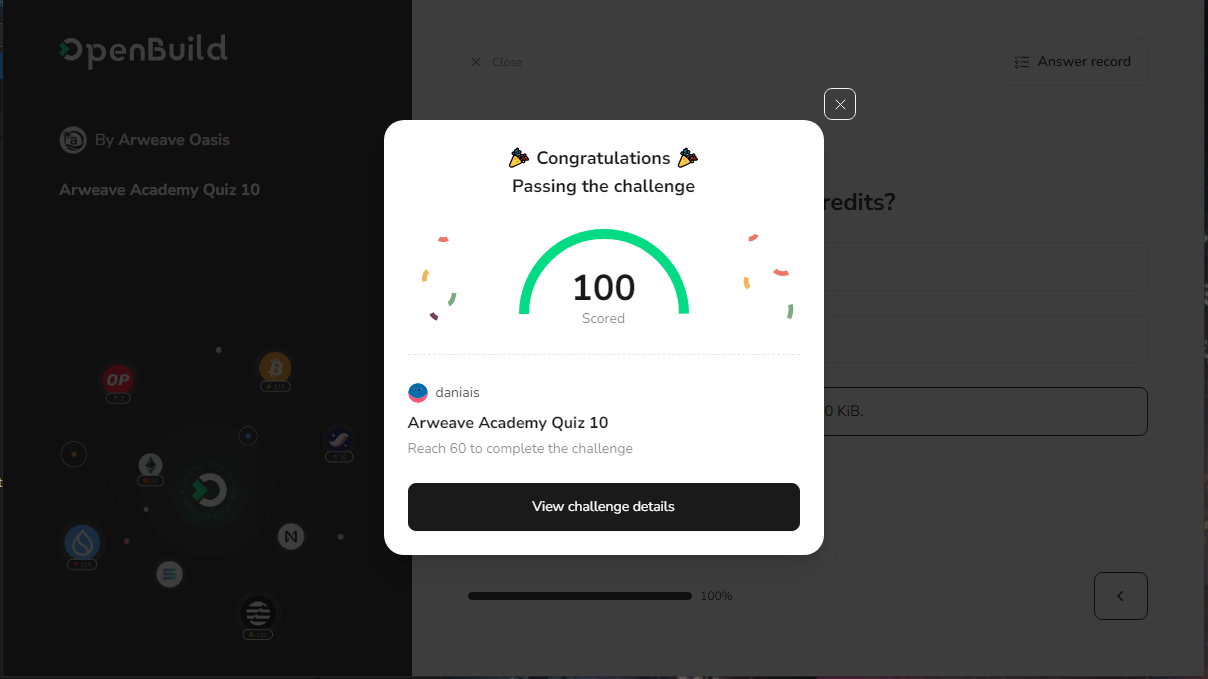 OpenBuild
By Arweave Oasis
Arweave Academy Quiz 10
Close
Answer record
Congratulations
Passing the challenge
100
Scored
daniais
Arweave Academy Quiz 10
Reach 60 to complete the challenge
View challenge details
redits?
0 KiB.
100%
OP